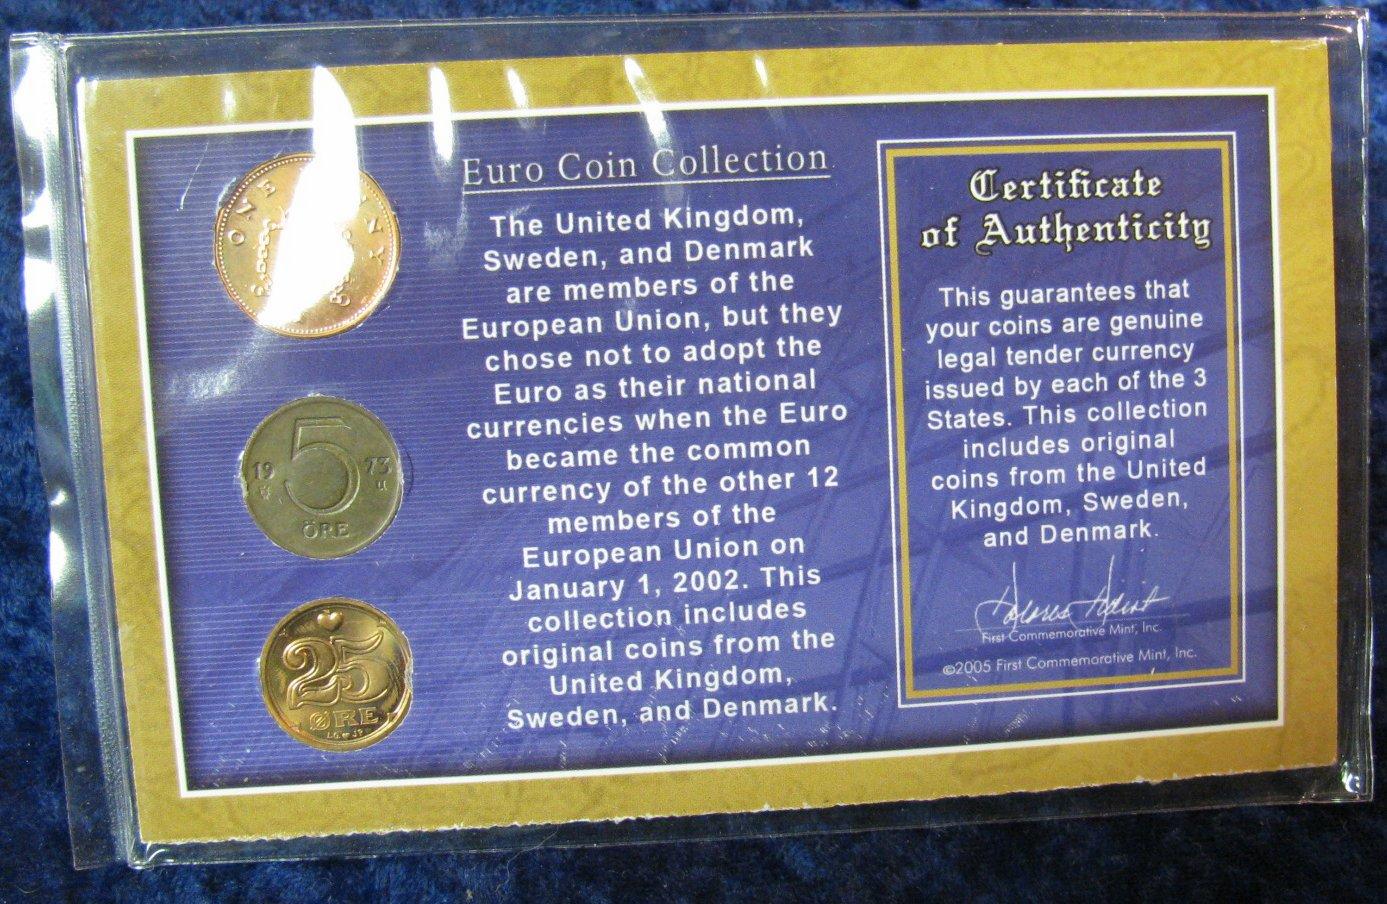 ONE PENNY
19 73
5
ÖRE
25
ØRE
LG. JP
Euro Coin Collection
The United Kingdom,
Sweden, and Denmark
are members of the
European Union, but they
chose not to adopt the
Euro as their national
currencies when the Euro
became the common
currency of the other 12
members of the
European Union on
January 1, 2002. This
collection includes
original coins from the
United Kingdom,
Sweden, and Denmark.
Certificate
of Authenticity
This guarantees that
your coins are genuine
legal tender currency
issued by each of the 3
States. This collection
includes original
coins from the United
Kingdom, Sweden,
and Denmark.
First Commemorative Mint, Inc.
©2005 First Commemorative Mint, Inc.